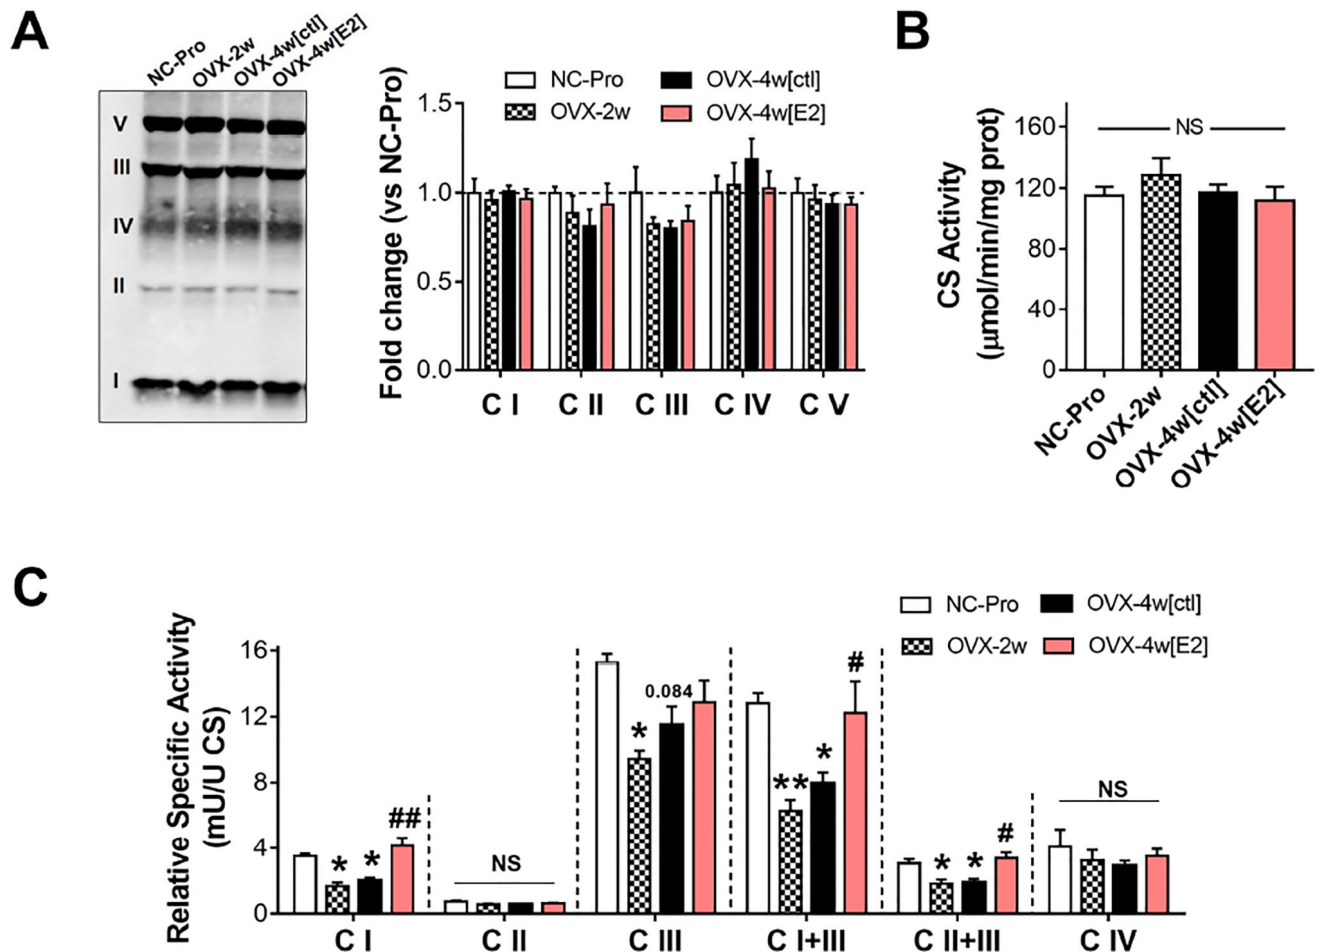 A
NC-Pro
OVX-2w
OVX-4w[ctl]
OVX-4w[E2]
V
III
IV
II
I
Fold change (vs NC-Pro)
NC-Pro OVX-4w[ctl]
OVX-2w OVX-4w[E2]
1.5
1.0
0.5
0.0
C I C II C III C IV C V
B
CS Activity
(μmol/min/mg prot)
160
120
80
40
0
NS
NC-Pro
OVX-2w
OVX-4w[ctl]
OVX-4w[E2]
C
NC-Pro OVX-4w[ctl]
OVX-2w OVX-4w[E2]
Relative Specific Activity
(mU/U CS)
16
12
8
4
0
* * ##
NS
* 0.084
** * #
* * #
NS
C I C II C III C I+III C II+III C IV